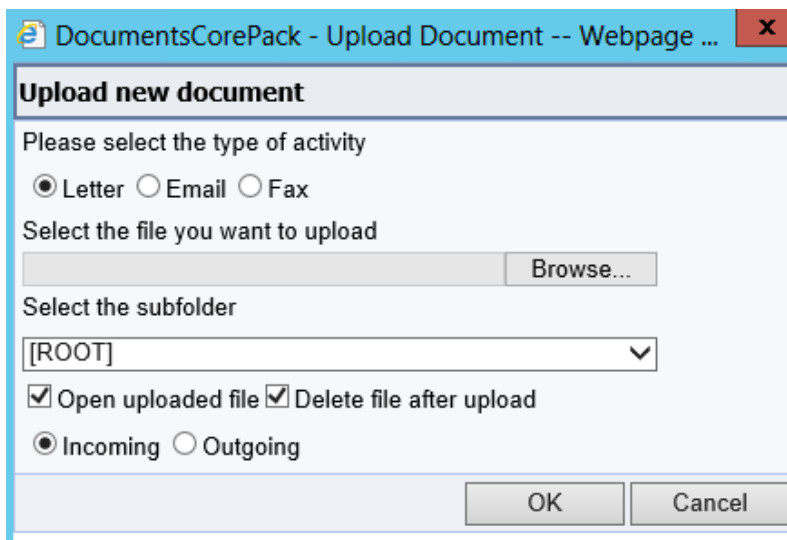 DocumentsCorePack - Upload Document -- Webpage ... x
Upload new document
Please select the type of activity
Letter Email Fax
Select the file you want to upload
Browse...
Select the subfolder
[ROOT]
Open uploaded file Delete file after upload
Incoming Outgoing
OK Cancel